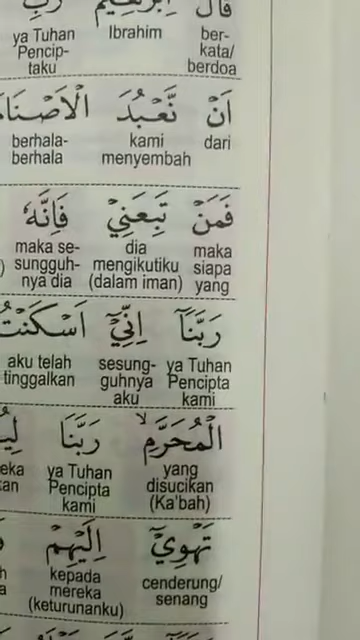 قَالَ اِبْرٰهِيْمُ رَبِّ
ber-
kata/
berdoa
Ibrahim
ya Tuhan
Pencip-
taku
اَنْ نَّعْبُدَ الْاَصْنَامَ
dari
kami
menyembah
berhala-
berhala
فَمَنْ تَبِعَنِيْ فَاِنَّهٗ
maka
siapa
yang
dia
mengikutiku
(dalam iman)
maka se-
sungguh-
nya dia
رَبَّنَآ اِنِّيْٓ اَسْكَنْتُ
ya Tuhan
Pencipta
kami
sesung-
guhnya
aku
aku telah
tinggalkan
الْمُحَرَّمِۙ رَبَّنَا
yang
disucikan
(Ka'bah)
ya Tuhan
Pencipta
kami
تَهْوِيْٓ اِلَيْهِمْ
cenderung/
senang
kepada
mereka
(keturunanku)